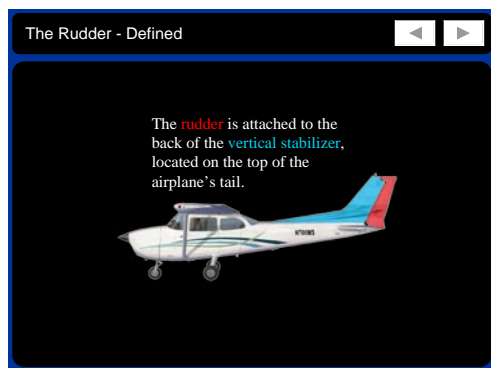 The Rudder - Defined
The rudder is attached to the
back of the vertical stabilizer,
located on the top of the
airplane's tail.